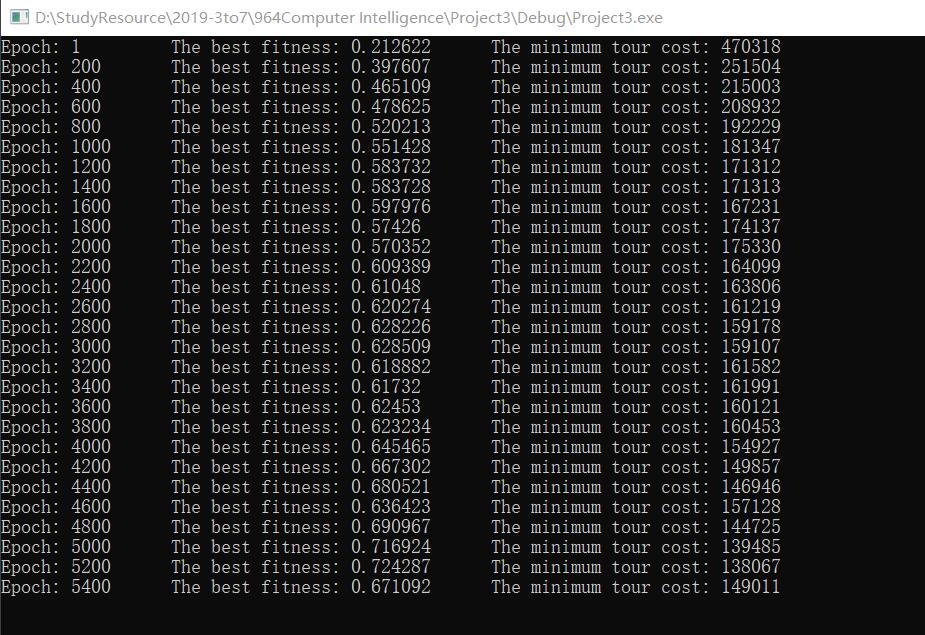 D:\StudyResource\2019-3to7\964Computer Intelligence\Project3\Debug\Project3.exe
Epoch: 1 The best fitness: 0.212622 The minimum tour cost: 470318
Epoch: 200 The best fitness: 0.397607 The minimum tour cost: 251504
Epoch: 400 The best fitness: 0.465109 The minimum tour cost: 215003
Epoch: 600 The best fitness: 0.478625 The minimum tour cost: 208932
Epoch: 800 The best fitness: 0.520213 The minimum tour cost: 192229
Epoch: 1000 The best fitness: 0.551428 The minimum tour cost: 181347
Epoch: 1200 The best fitness: 0.583732 The minimum tour cost: 171312
Epoch: 1400 The best fitness: 0.583728 The minimum tour cost: 171313
Epoch: 1600 The best fitness: 0.597976 The minimum tour cost: 167231
Epoch: 1800 The best fitness: 0.57426 The minimum tour cost: 174137
Epoch: 2000 The best fitness: 0.570352 The minimum tour cost: 175330
Epoch: 2200 The best fitness: 0.609389 The minimum tour cost: 164099
Epoch: 2400 The best fitness: 0.61048 The minimum tour cost: 163806
Epoch: 2600 The best fitness: 0.620274 The minimum tour cost: 161219
Epoch: 2800 The best fitness: 0.628226 The minimum tour cost: 159178
Epoch: 3000 The best fitness: 0.628509 The minimum tour cost: 159107
Epoch: 3200 The best fitness: 0.618882 The minimum tour cost: 161582
Epoch: 3400 The best fitness: 0.61732 The minimum tour cost: 161991
Epoch: 3600 The best fitness: 0.62453 The minimum tour cost: 160121
Epoch: 3800 The best fitness: 0.623234 The minimum tour cost: 160453
Epoch: 4000 The best fitness: 0.645465 The minimum tour cost: 154927
Epoch: 4200 The best fitness: 0.667302 The minimum tour cost: 149857
Epoch: 4400 The best fitness: 0.680521 The minimum tour cost: 146946
Epoch: 4600 The best fitness: 0.636423 The minimum tour cost: 157128
Epoch: 4800 The best fitness: 0.690967 The minimum tour cost: 144725
Epoch: 5000 The best fitness: 0.716924 The minimum tour cost: 139485
Epoch: 5200 The best fitness: 0.724287 The minimum tour cost: 138067
Epoch: 5400 The best fitness: 0.671092 The minimum tour cost: 149011